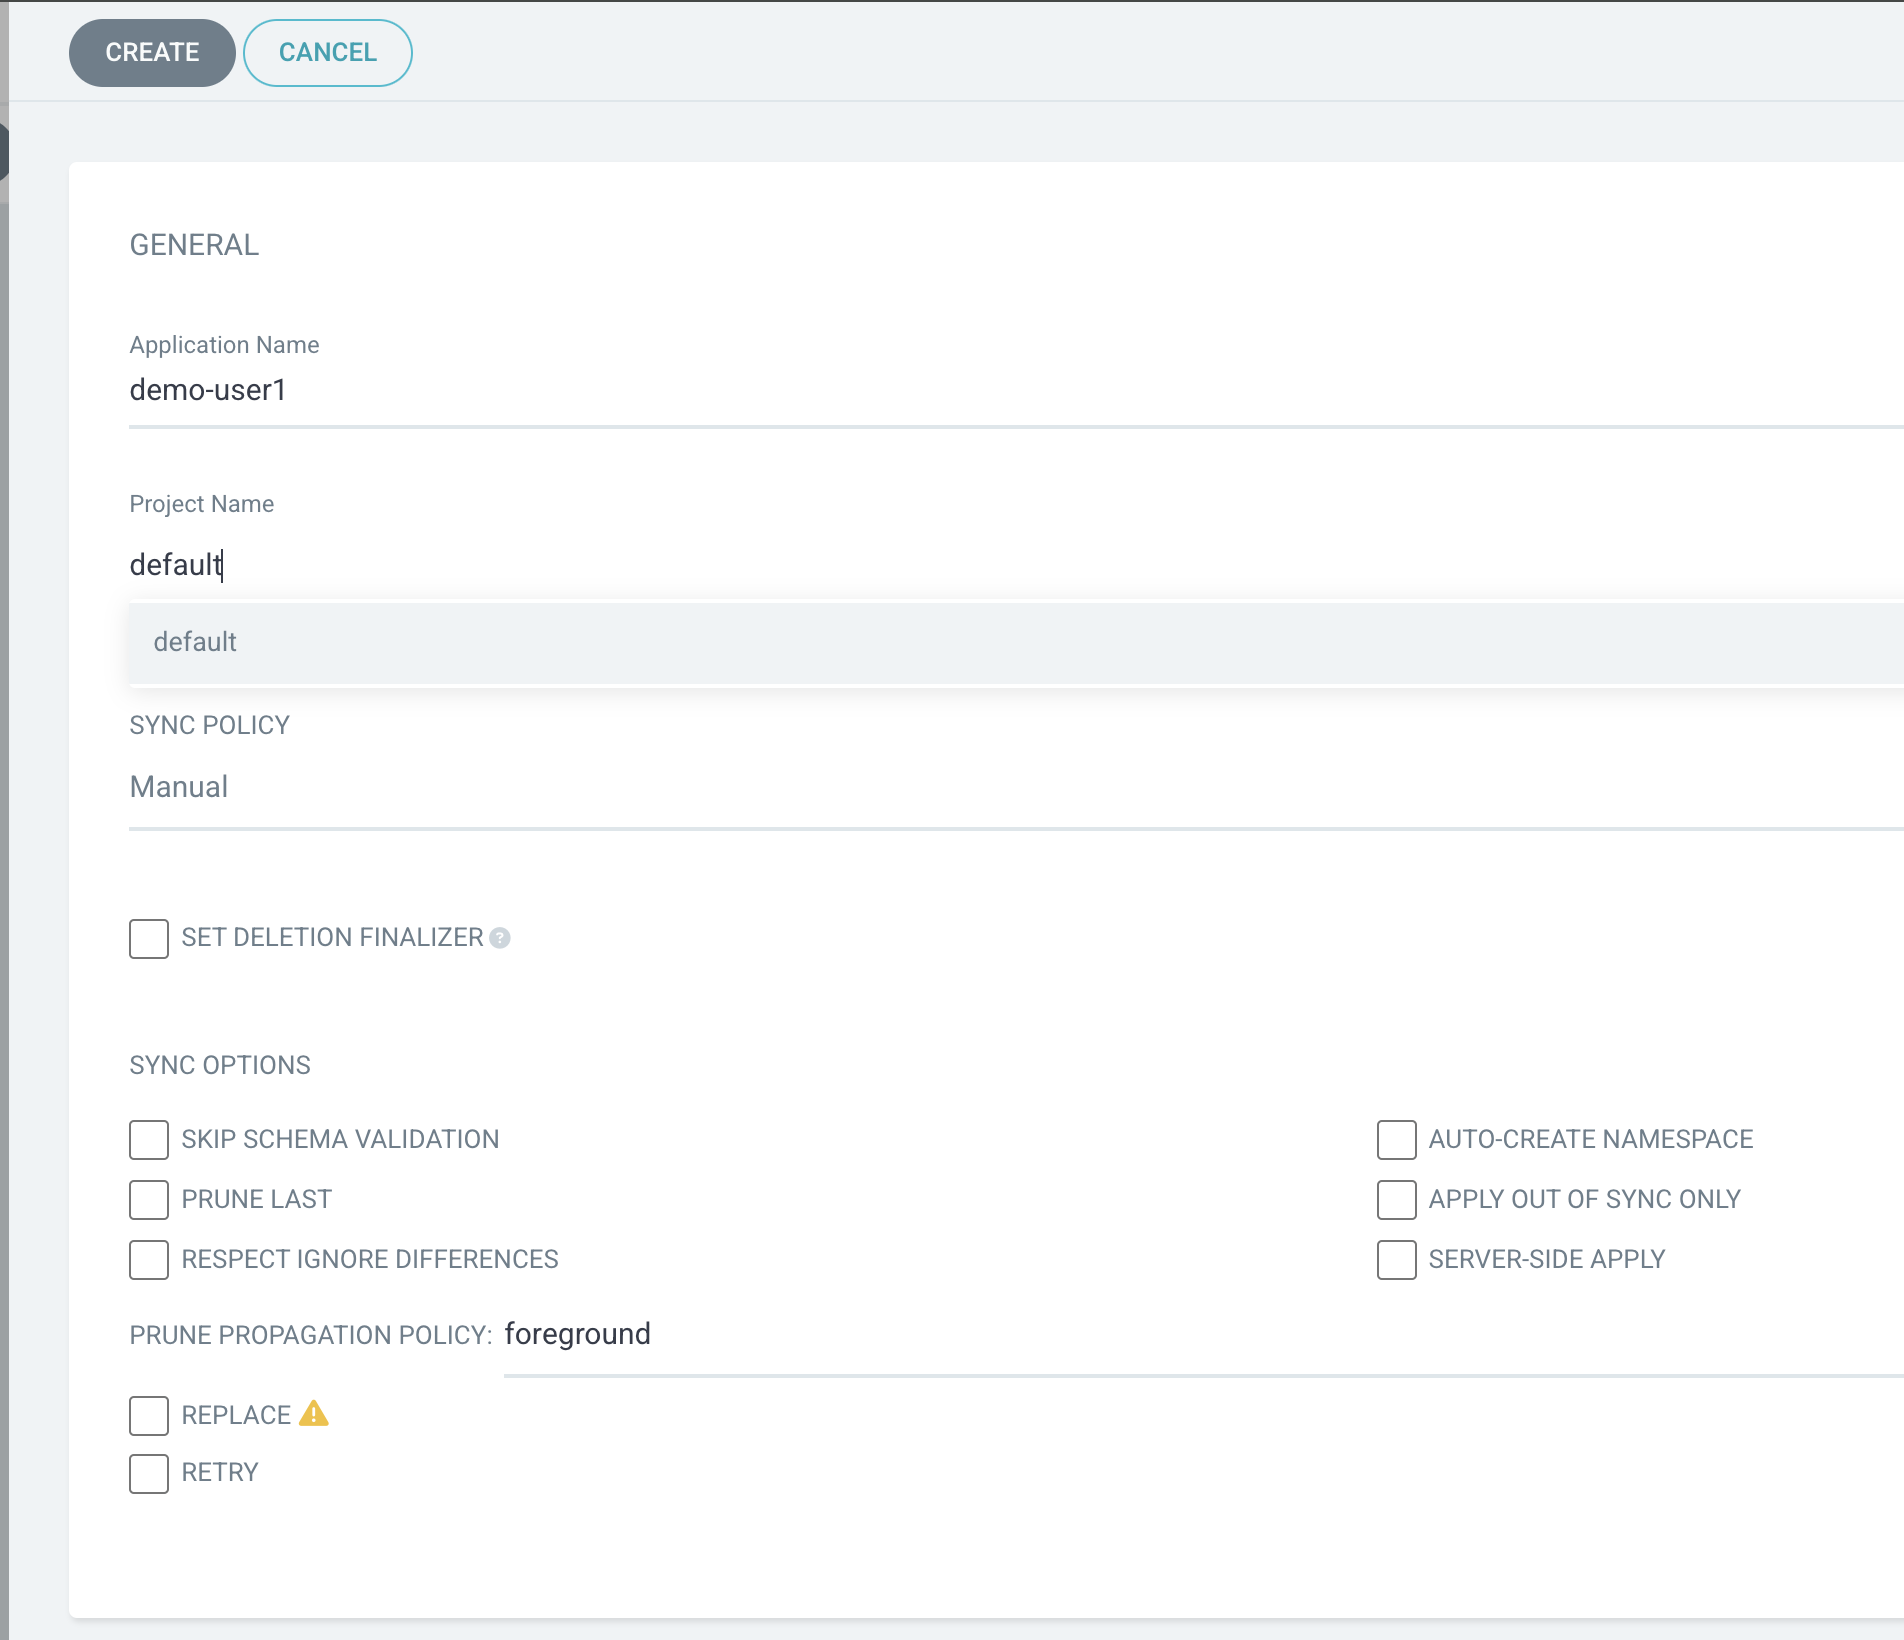 CREATE CANCEL
GENERAL
Application Name
demo-user1
Project Name
default
default
SYNC POLICY
Manual
SET DELETION FINALIZER ?
SYNC OPTIONS
SKIP SCHEMA VALIDATION AUTO-CREATE NAMESPACE
PRUNE LAST APPLY OUT OF SYNC ONLY
RESPECT IGNORE DIFFERENCES SERVER-SIDE APPLY
PRUNE PROPAGATION POLICY: foreground
REPLACE
RETRY